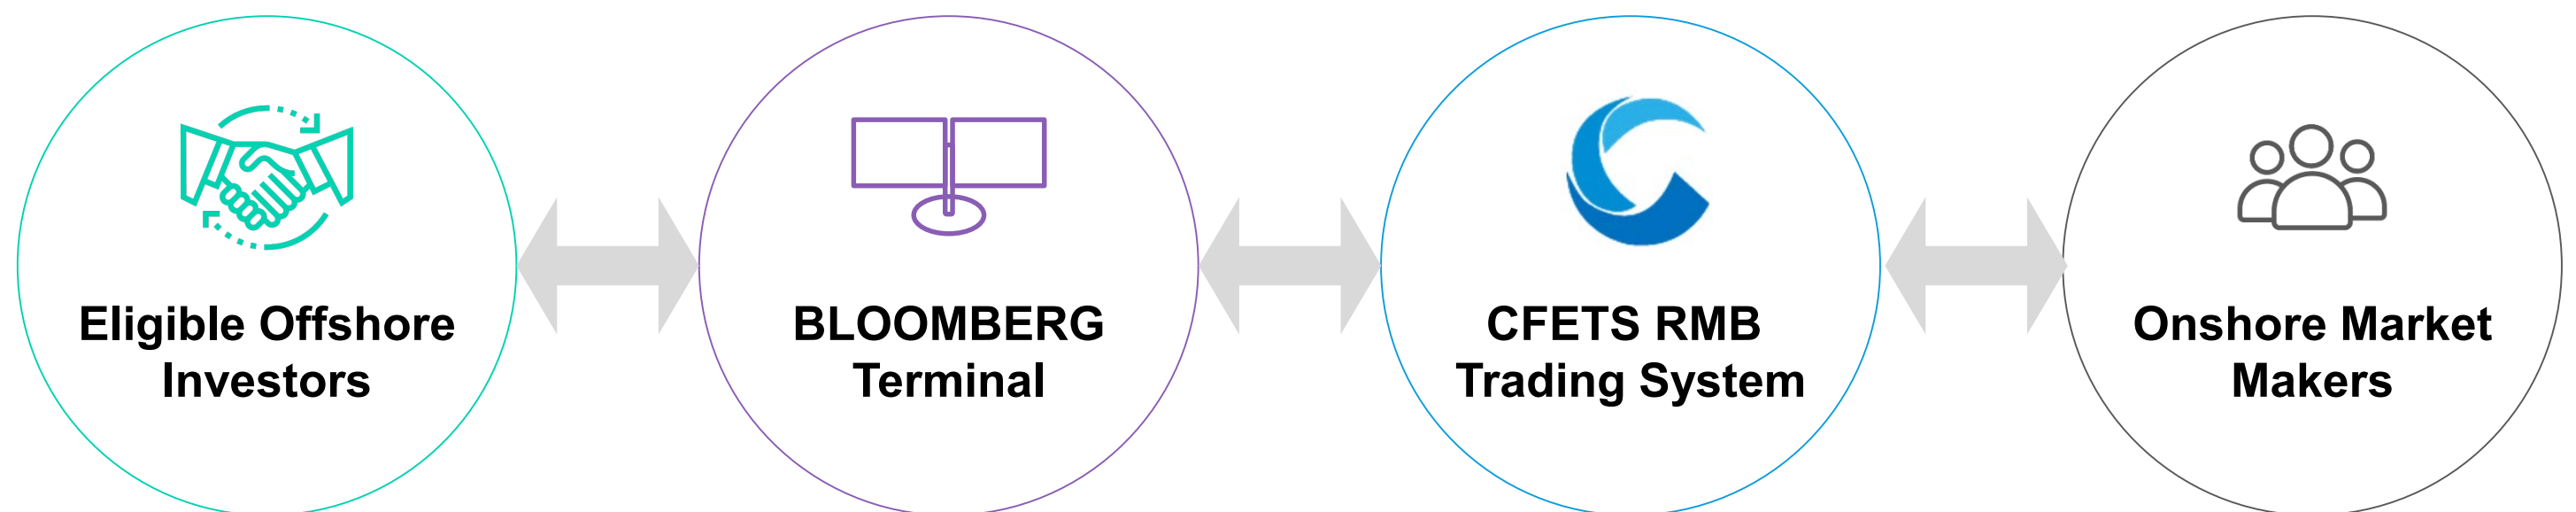 Eligible Offshore
Investors
BLOOMBERG
Terminal
CFETS RMB
Trading System
Onshore Market
Makers